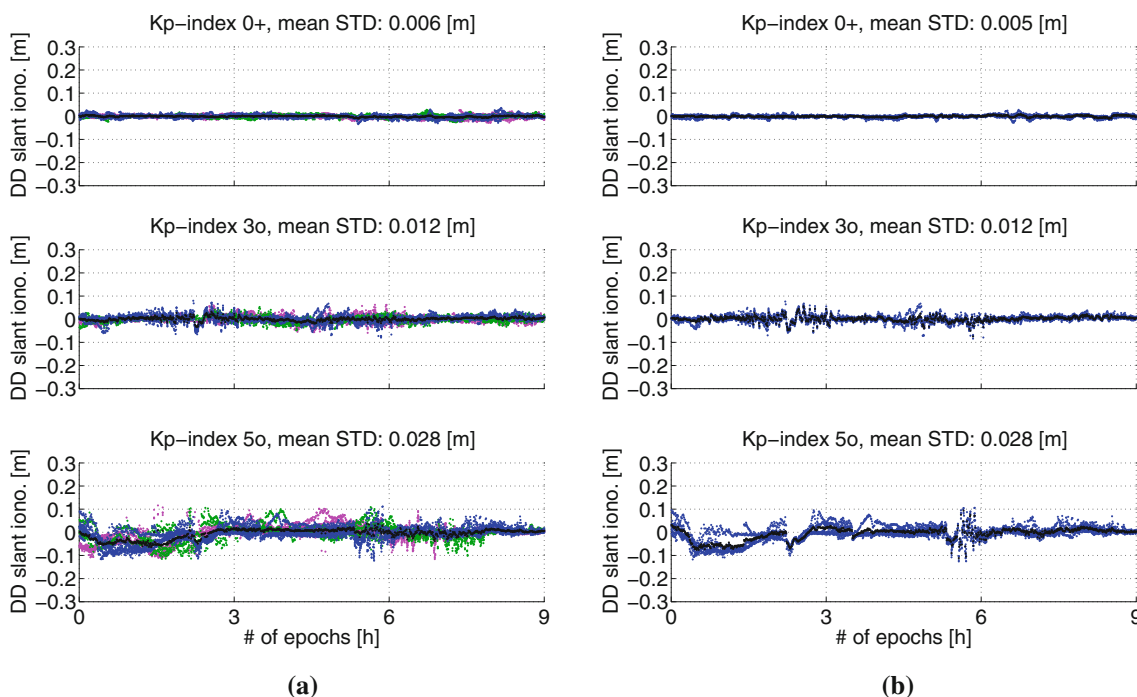 Kp−index 0+, mean STD: 0.006 [m]
DD slant iono. [m]
0.3
0.2
0.1
0
−0.1
−0.2
−0.3
Kp−index 3o, mean STD: 0.012 [m]
DD slant iono. [m]
0.3
0.2
0.1
0
−0.1
−0.2
−0.3
Kp−index 5o, mean STD: 0.028 [m]
DD slant iono. [m]
0.3
0.2
0.1
0
−0.1
−0.2
−0.3
0 3 6 9
# of epochs [h]
(a)
Kp−index 0+, mean STD: 0.005 [m]
DD slant iono. [m]
0.3
0.2
0.1
0
−0.1
−0.2
−0.3
Kp−index 3o, mean STD: 0.012 [m]
DD slant iono. [m]
0.3
0.2
0.1
0
−0.1
−0.2
−0.3
Kp−index 5o, mean STD: 0.028 [m]
DD slant iono. [m]
0.3
0.2
0.1
0
−0.1
−0.2
−0.3
0 3 6 9
# of epochs [h]
(b)